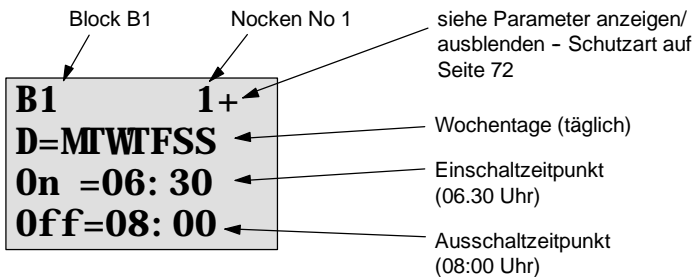 Block B1
Nocken No 1
siehe Parameter anzeigen/
ausblenden - Schutzart auf
Seite 72
B1 1+
D=MTWTFSS
On =06:30
Off=08:00
Wochentage (täglich)
Einschaltzeitpunkt
(06.30 Uhr)
Ausschaltzeitpunkt
(08:00 Uhr)